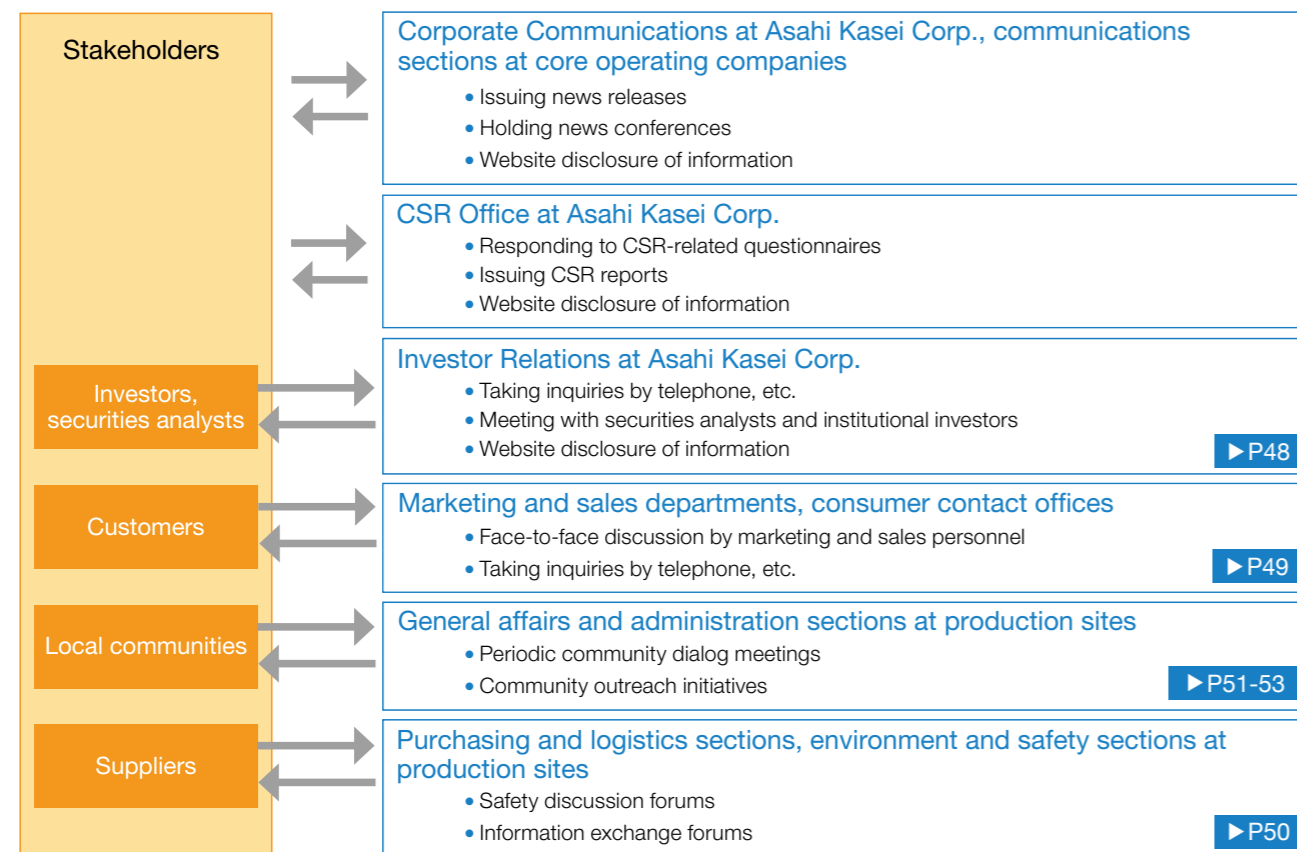 Stakeholders
Corporate Communications at Asahi Kasei Corp., communications
sections at core operating companies
• Issuing news releases
• Holding news conferences
• Website disclosure of information
CSR Office at Asahi Kasei Corp.
• Responding to CSR-related questionnaires
• Issuing CSR reports
• Website disclosure of information
Investors,
securities analysts
Investor Relations at Asahi Kasei Corp.
• Taking inquiries by telephone, etc.
• Meeting with securities analysts and institutional investors
• Website disclosure of information
▶P48
Customers
Marketing and sales departments, consumer contact offices
• Face-to-face discussion by marketing and sales personnel
• Taking inquiries by telephone, etc.
▶P49
Local communities
General affairs and administration sections at production sites
• Periodic community dialog meetings
• Community outreach initiatives
▶P51-53
Suppliers
Purchasing and logistics sections, environment and safety sections at
production sites
• Safety discussion forums
• Information exchange forums
▶P50